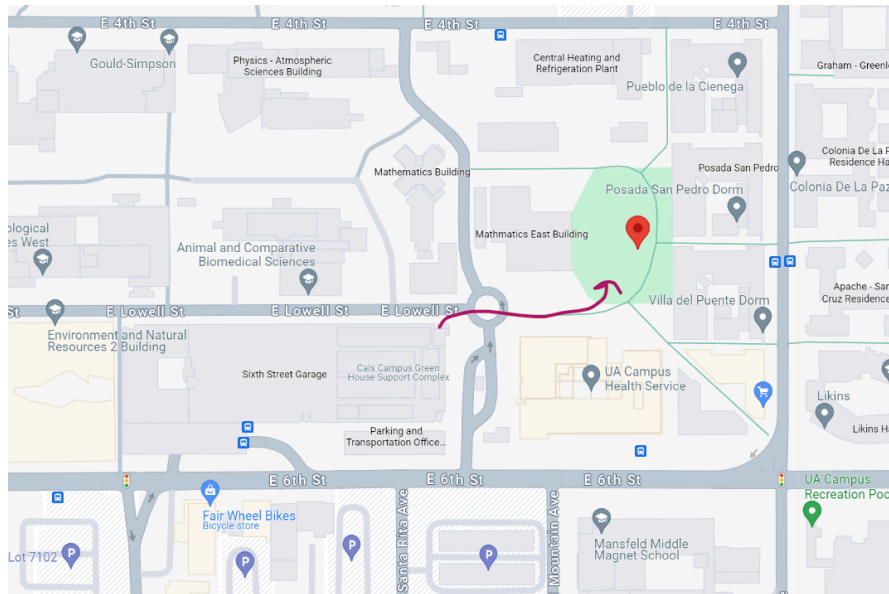 E 4th St
E 4th St
E 4th St
Gould-Simpson
Physics - Atmospheric
Sciences Building
Central Heating and
Refrigeration Plant
Pueblo de la Cienega
Graham - Greenle
Mathematics Building
Posada San Pedro
Posada San Pedro Dorm
Colonia De La P
Residence Ha
Colonia De La Paz
ological
es West
Animal and Comparative
Biomedical Sciences
Mathmatics East Building
Villa del Puente Dorm
Apache - San
Cruz Residence
St
E Lowell St
E Lowell St
E Lowell St
Environment and Natural
Resources 2 Building
Sixth Street Garage
Cals Campus Green
House Support Complex
UA Campus
Health Service
Likins
Likins Ha
Parking and
Transportation Office...
E 6th St
E 6th St
E 6th St
UA Campus
Recreation Poo
Fair Wheel Bikes
Bicycle store
Santa Rita Ave
Mountain Ave
Mansfeld Middle
Magnet School
Lot 7102
P
P
P
P